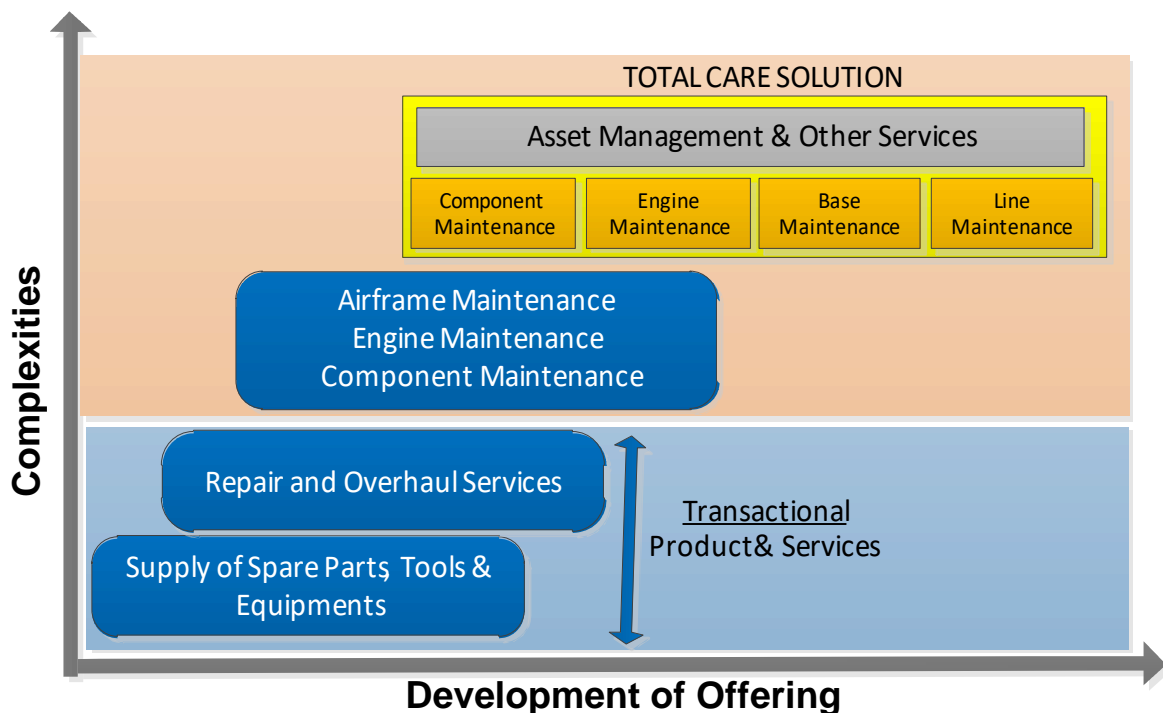 TOTAL CARE SOLUTION
Asset Management & Other Services
Component
Maintenance
Engine
Maintenance
Base
Maintenance
Line
Maintenance
Airframe Maintenance
Engine Maintenance
Component Maintenance
Complexities
Repair and Overhaul Services
Transactional
Product& Services
Supply of Spare Parts, Tools &
Equipments
Development of Offering